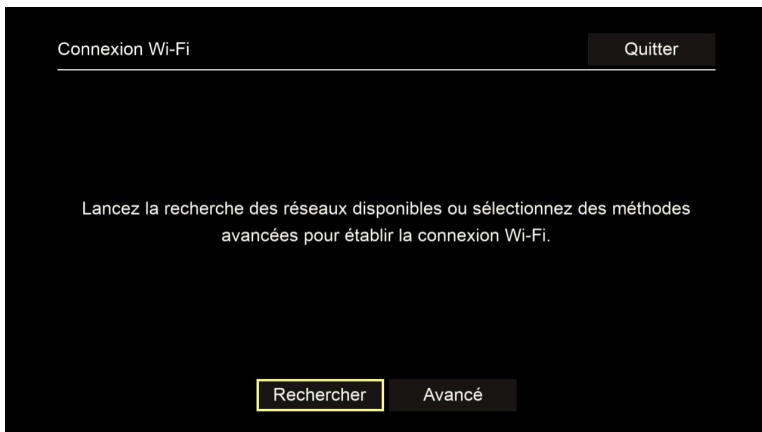 Connexion Wi-Fi
Quitter
Lancez la recherche des réseaux disponibles ou sélectionnez des méthodes
avancées pour établir la connexion Wi-Fi.
Rechercher
Avancé